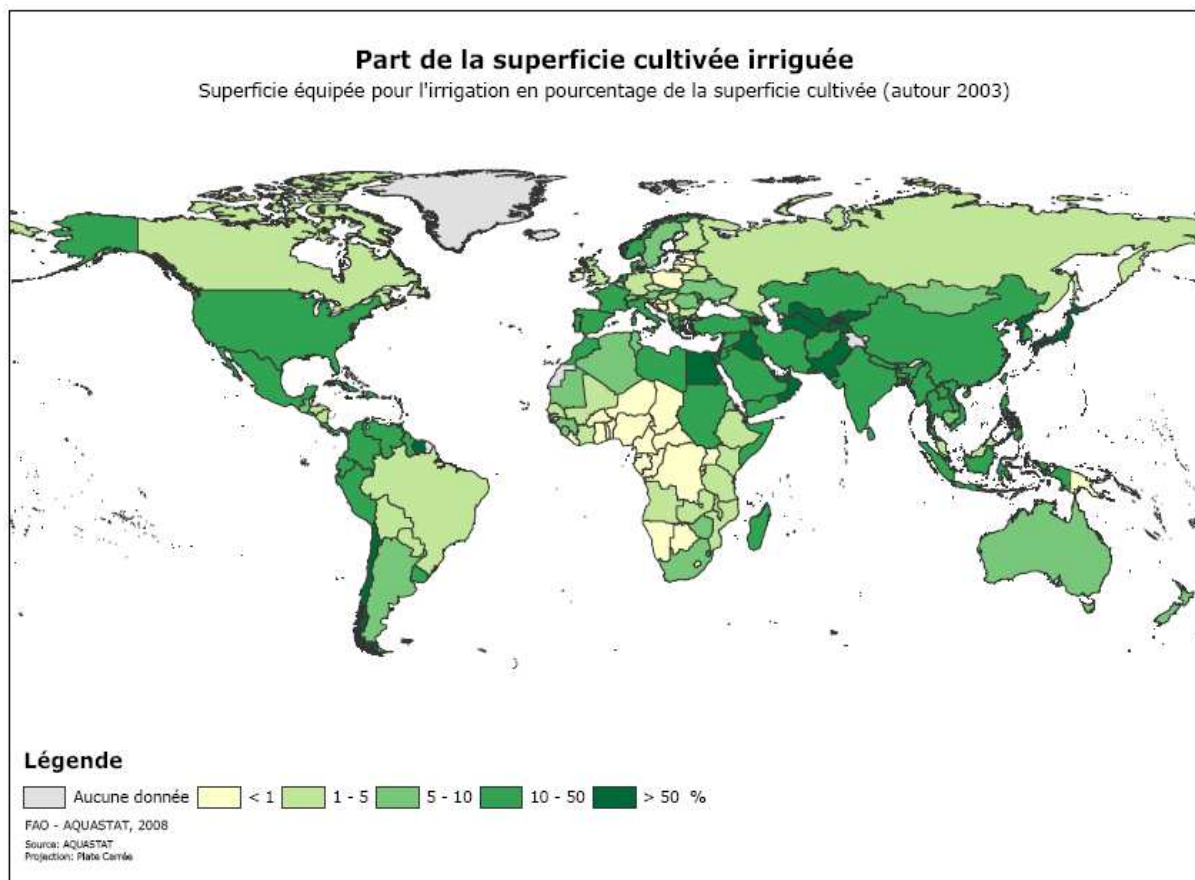 Part de la superficie cultivée irriguée
Superficie équipée pour l'irrigation en pourcentage de la superficie cultivée (autour 2003)
Légende
Aucune donnée < 1 1 - 5 5 - 10 10 - 50 > 50 %
FAO - AQUASTAT, 2008
Source: AQUASTAT
Projection: Plate Carrée